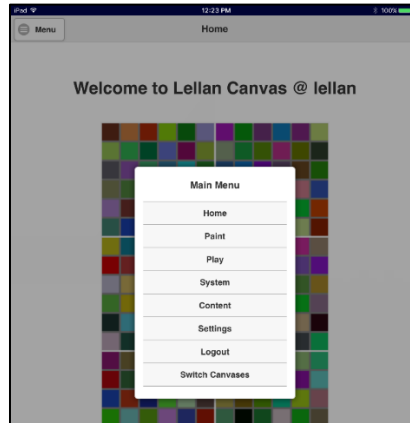 iPad 12:23 PM 100%
Menu Home
Welcome to Lellan Canvas @ lellan
Main Menu
Home
Paint
Play
System
Content
Settings
Logout
Switch Canvases